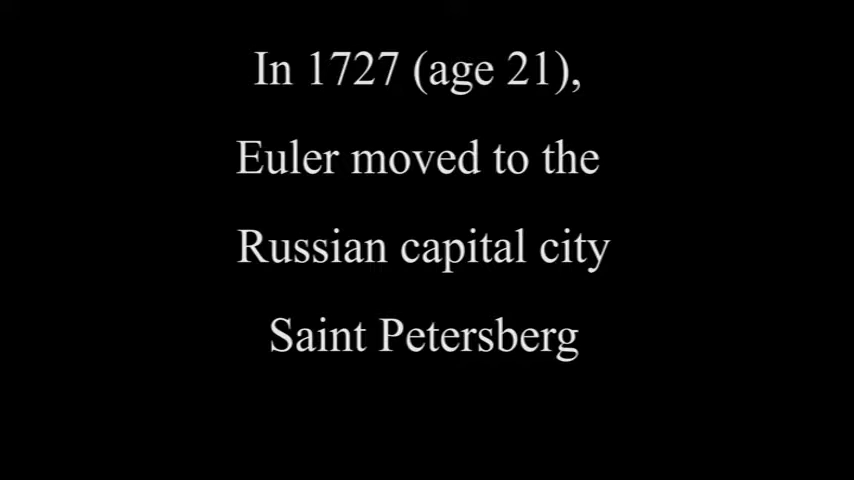 In 1727 (age 21),
Euler moved to the
Russian capital city
Saint Petersberg